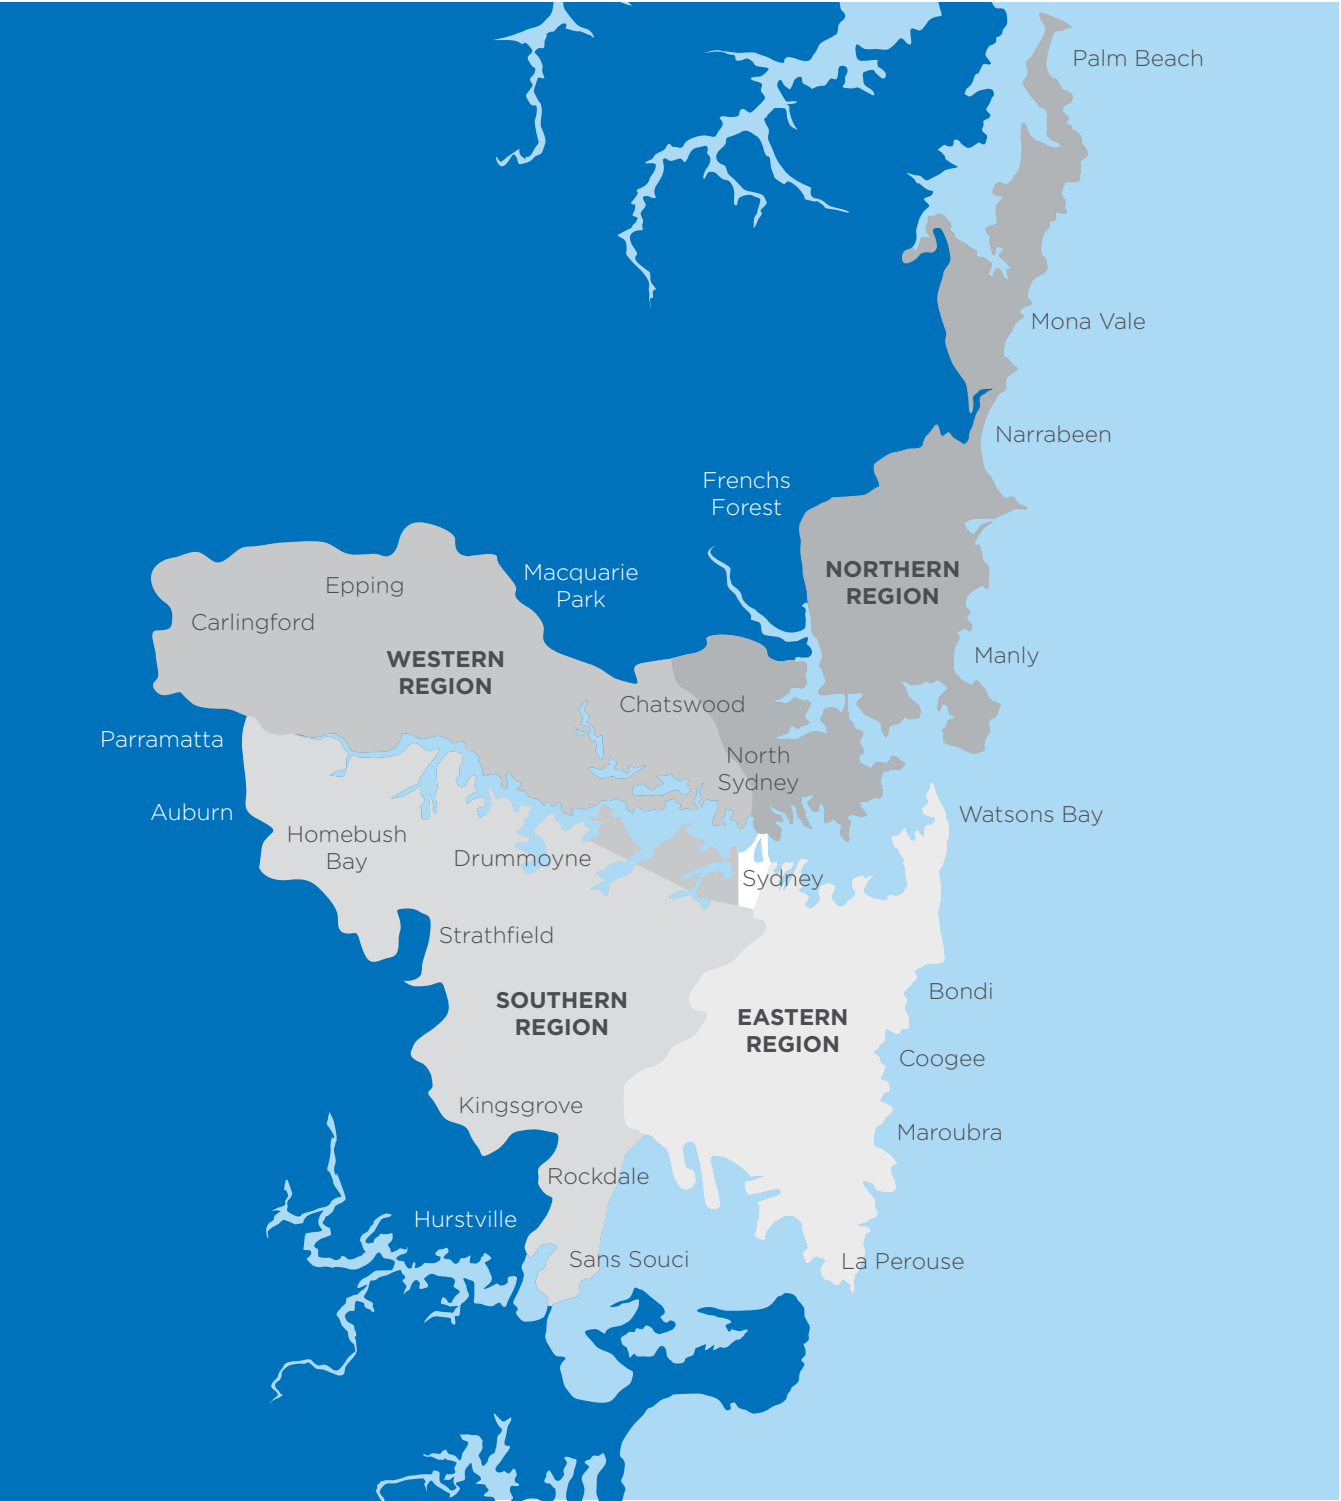 Palm Beach
Mona Vale
Narrabeen
Frenchs
Forest
NORTHERN
REGION
Macquarie
Park
Epping
Carlingford
WESTERN
REGION
Manly
Chatswood
Parramatta
North
Sydney
Auburn
Watsons Bay
Homebush
Bay
Drummoyne
Sydney
Strathfield
Bondi
SOUTHERN
REGION
EASTERN
REGION
Coogee
Kingsgrove
Maroubra
Rockdale
Hurstville
Sans Souci
La Perouse